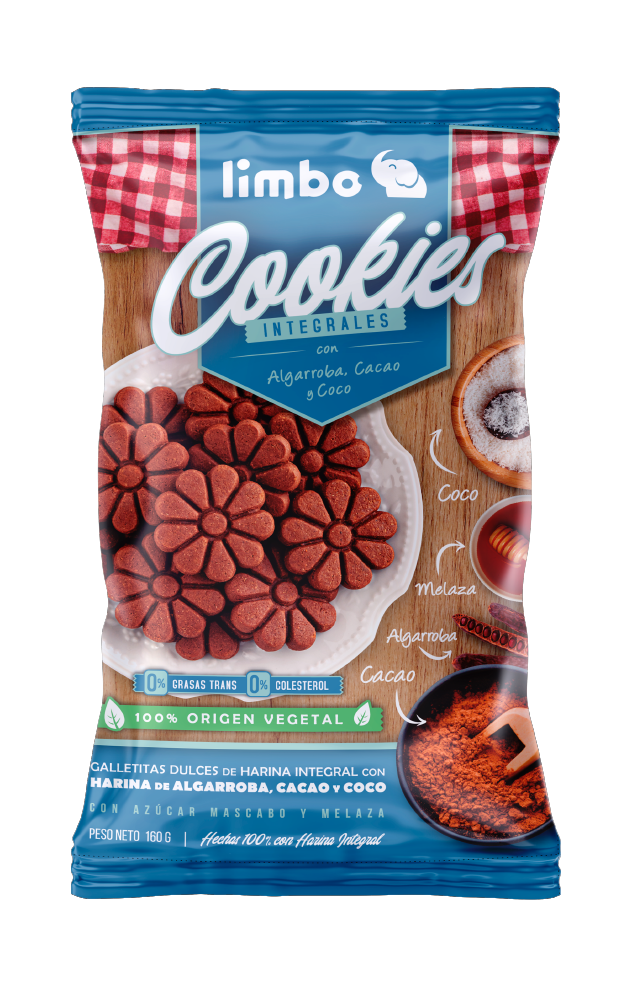 limbo
Cookies
INTEGRALES
con
Algarroba, Cacao
y Coco
Coco
Melaza
Algarroba
Cacao
0% GRASAS TRANS 0% COLESTEROL
100% ORIGEN VEGETAL
GALLETITAS DULCES DE HARINA INTEGRAL CON
HARINA DE ALGARROBA, CACAO Y COCO
CON AZÚCAR MASCABO Y MELAZA
PESO NETO 160 G | Hechas 100% con Harina Integral